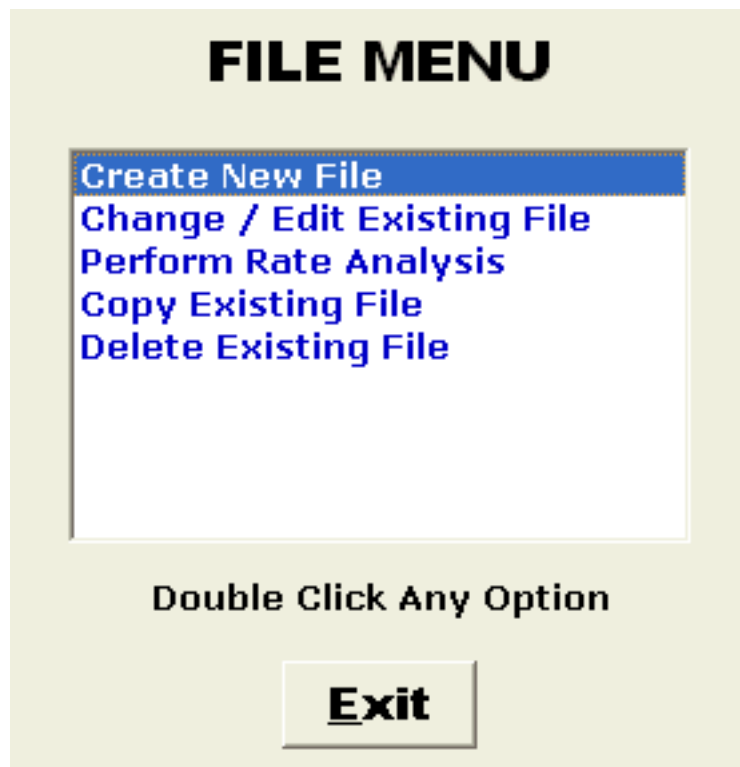 FILE MENU
Create New File
Change / Edit Existing File
Perform Rate Analysis
Copy Existing File
Delete Existing File
Double Click Any Option
Exit